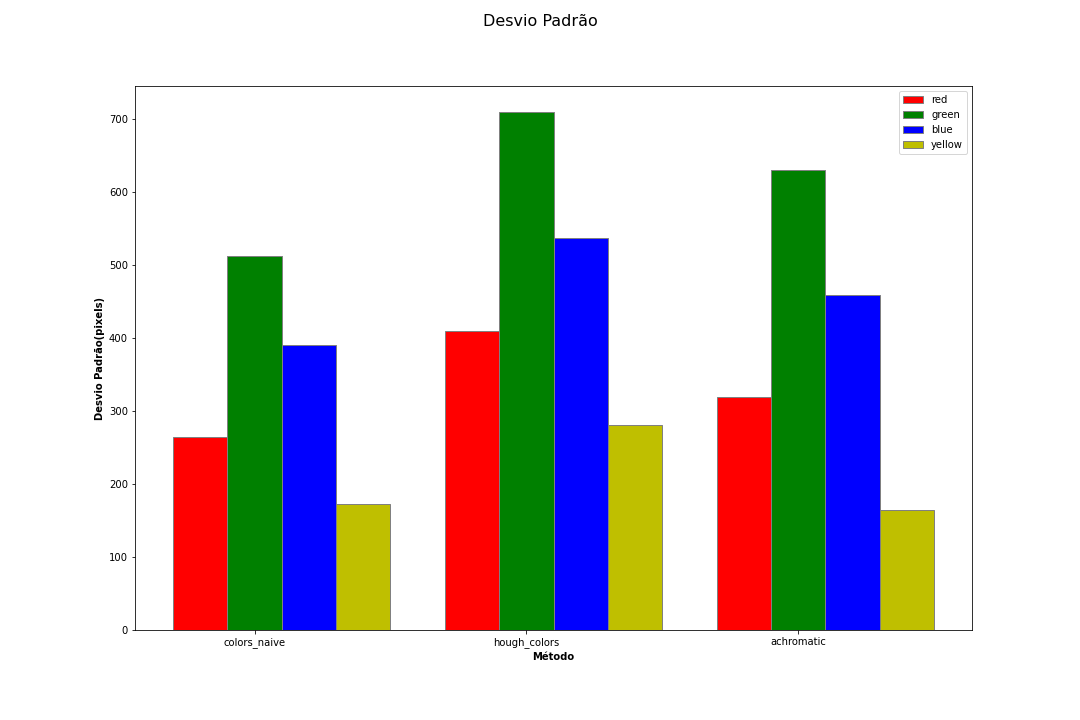 Desvio Padrão
red
green
blue
yellow
700
600
500
400
300
200
100
0
Desvio Padrão(pixels)
colors_naive
hough_colors
achromatic
Método